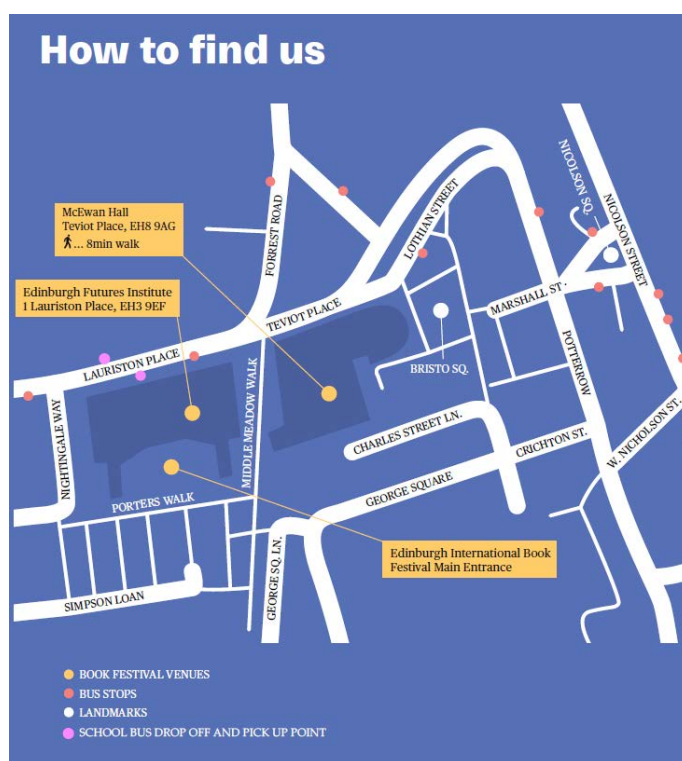 How to find us
McEwan Hall
Teviot Place, EH8 9AG
... 8min walk
Edinburgh Futures Institute
1 Lauriston Place, EH3 9EF
FORREST ROAD
LOTHIAN STREET
NICOLSON SQ.
NICOLSON STREET
TEVIOT PLACE
MARSHALL ST.
LAURISTON PLACE
BRISTO SQ.
POTTERROW
MIDDLE MEADOW WALK
NIGHTINGALE WAY
CHARLES STREET LN.
CRICHTON ST.
W. NICHOLSON ST.
GEORGE SQUARE
PORTERS WALK
Edinburgh International Book
Festival Main Entrance
GEORGE SQ. LN.
SIMPSON LOAN
BOOK FESTIVAL VENUES
BUS STOPS
LANDMARKS
SCHOOL BUS DROP OFF AND PICK UP POINT